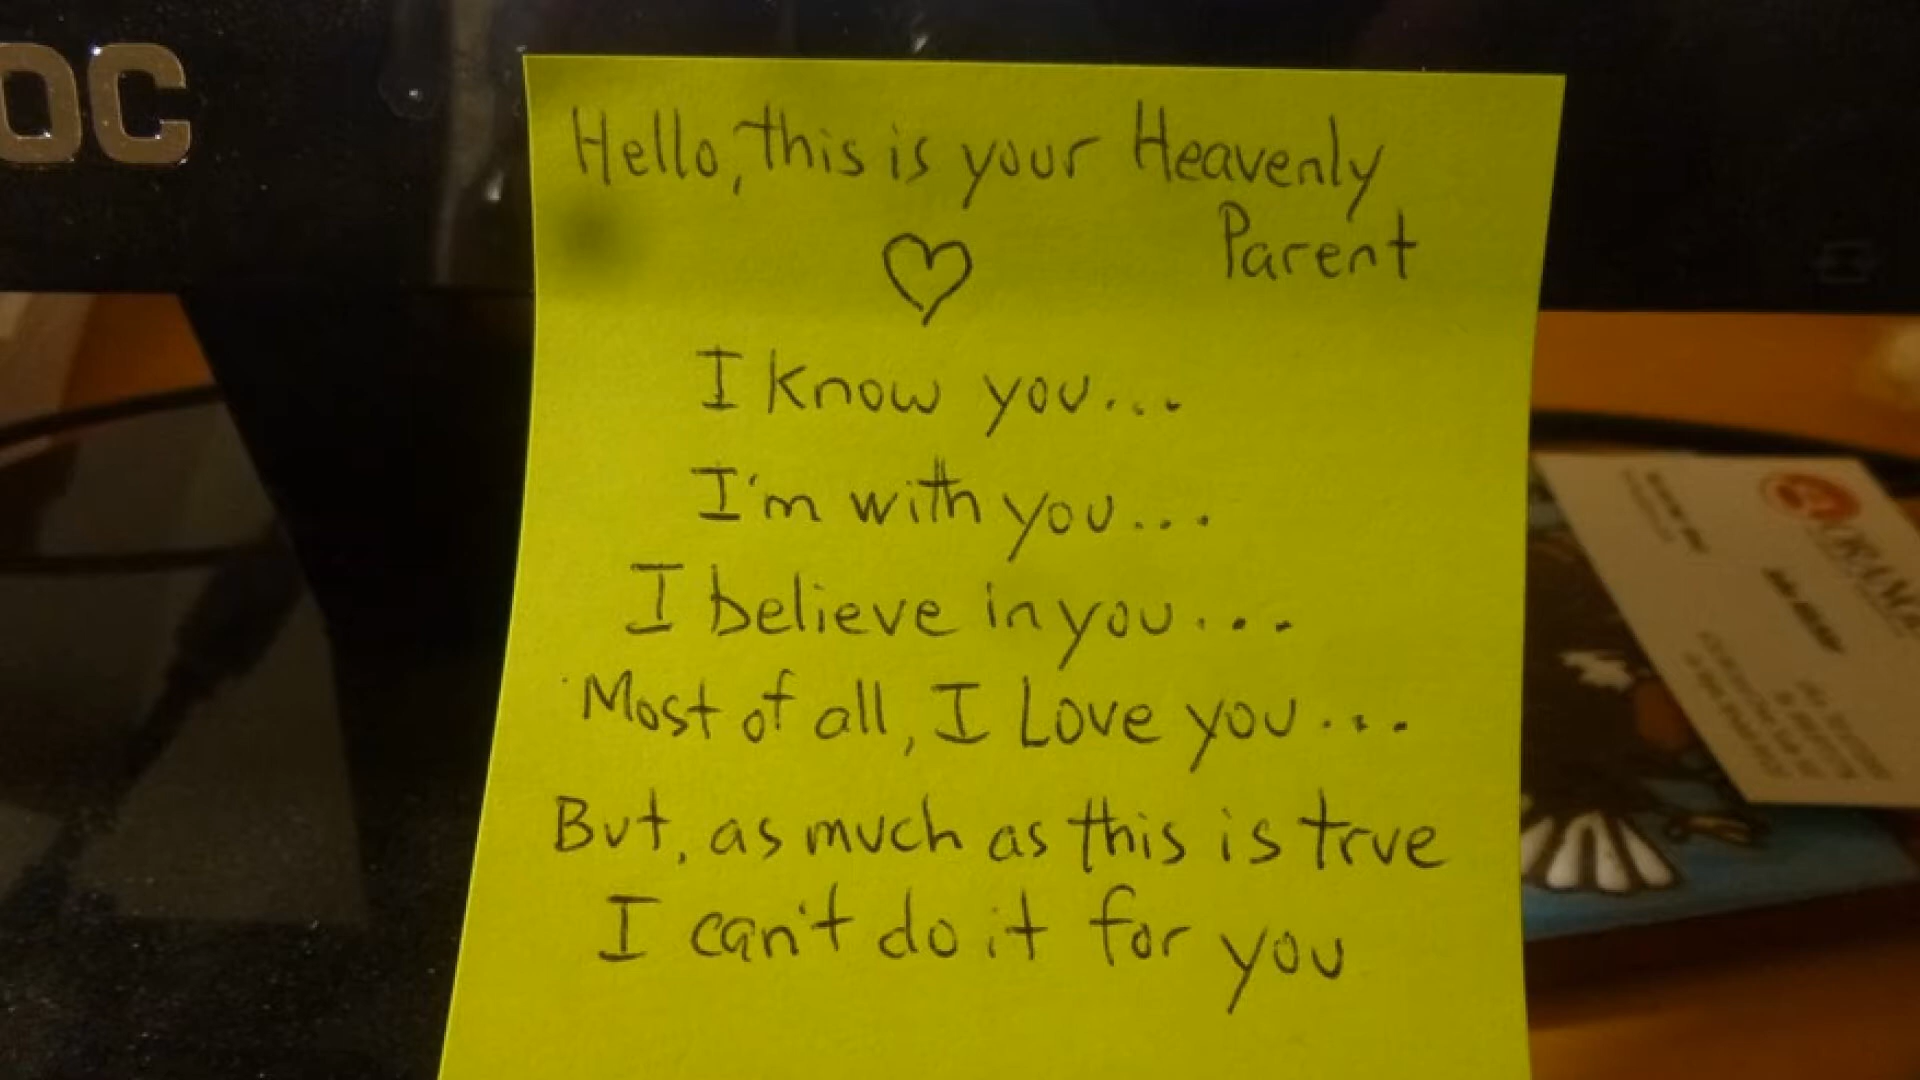 OC
Hello, this is your Heavenly
Parent
I know you...
I'm with you...
I believe in you...
Most of all, I Love you...
But, as much as this is true
I can't do it for you